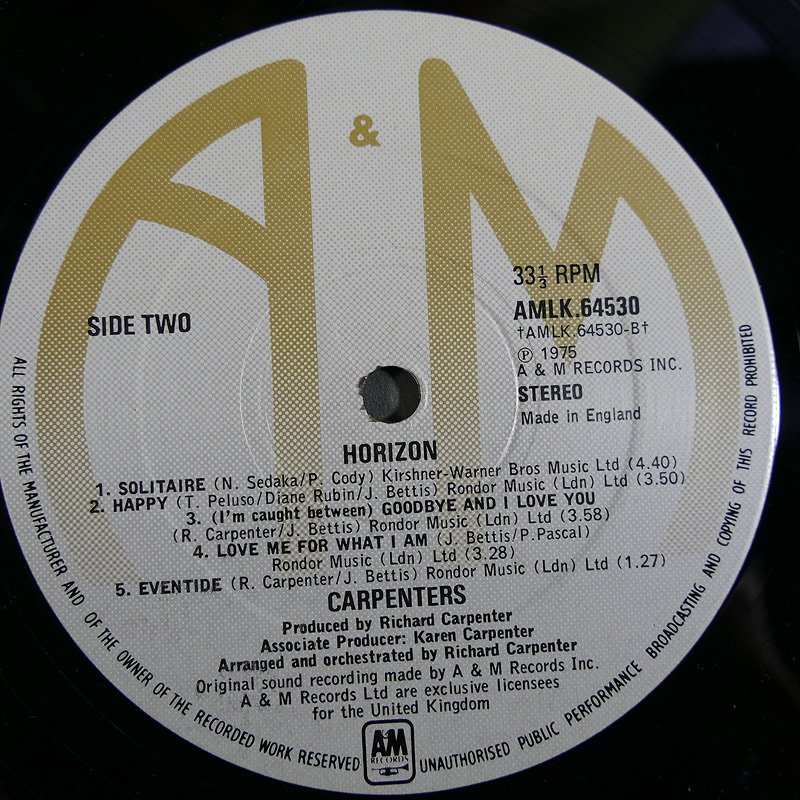 A & M
33⅓ RPM
SIDE TWO
AMLK.64530
†AMLK.64530-B†
℗ 1975
A & M RECORDS INC.
STEREO
Made in England
HORIZON
1. SOLITAIRE (N. Sedaka/P. Cody) Kirshner-Warner Bros Music Ltd (4.40)
2. HAPPY (T. Peluso/Diane Rubin/J. Bettis) Rondor Music (Ldn) Ltd (3.50)
3. (I'm caught between) GOODBYE AND I LOVE YOU
(R. Carpenter/J. Bettis) Rondor Music (Ldn) Ltd (3.58)
4. LOVE ME FOR WHAT I AM (J. Bettis/P.Pascal)
Rondor Music (Ldn) Ltd (3.28)
5. EVENTIDE (R. Carpenter/J. Bettis) Rondor Music (Ldn) Ltd (1.27)
CARPENTERS
Produced by Richard Carpenter
Associate Producer: Karen Carpenter
Arranged and orchestrated by Richard Carpenter
Original sound recording made by A & M Records Inc.
A & M Records Ltd are exclusive licensees
for the United Kingdom
ALL RIGHTS OF THE MANUFACTURER AND OF THE OWNER OF THE RECORDED WORK RESERVED
AM
RECORDS
UNAUTHORISED PUBLIC PERFORMANCE BROADCASTING AND COPYING OF THIS RECORD PROHIBITED